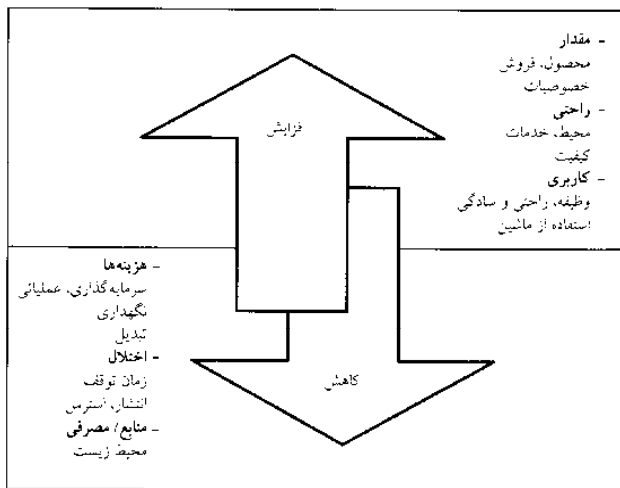 - مقدار
محصول، فروش
خصوصیات
- راحتی
محیط، خدمات
کیفیت
- کاربری
وظیفه، راحتی و سادگی
استفاده از ماشین
فزایش
- هزینه‌ها
سرمایه‌گذاری، عملیاتی
نگهداری
تبدیل
- اختلال
زمان توقف
انتشار، استرس
- منابع/ مصرفی
محیط زیست
کاهش